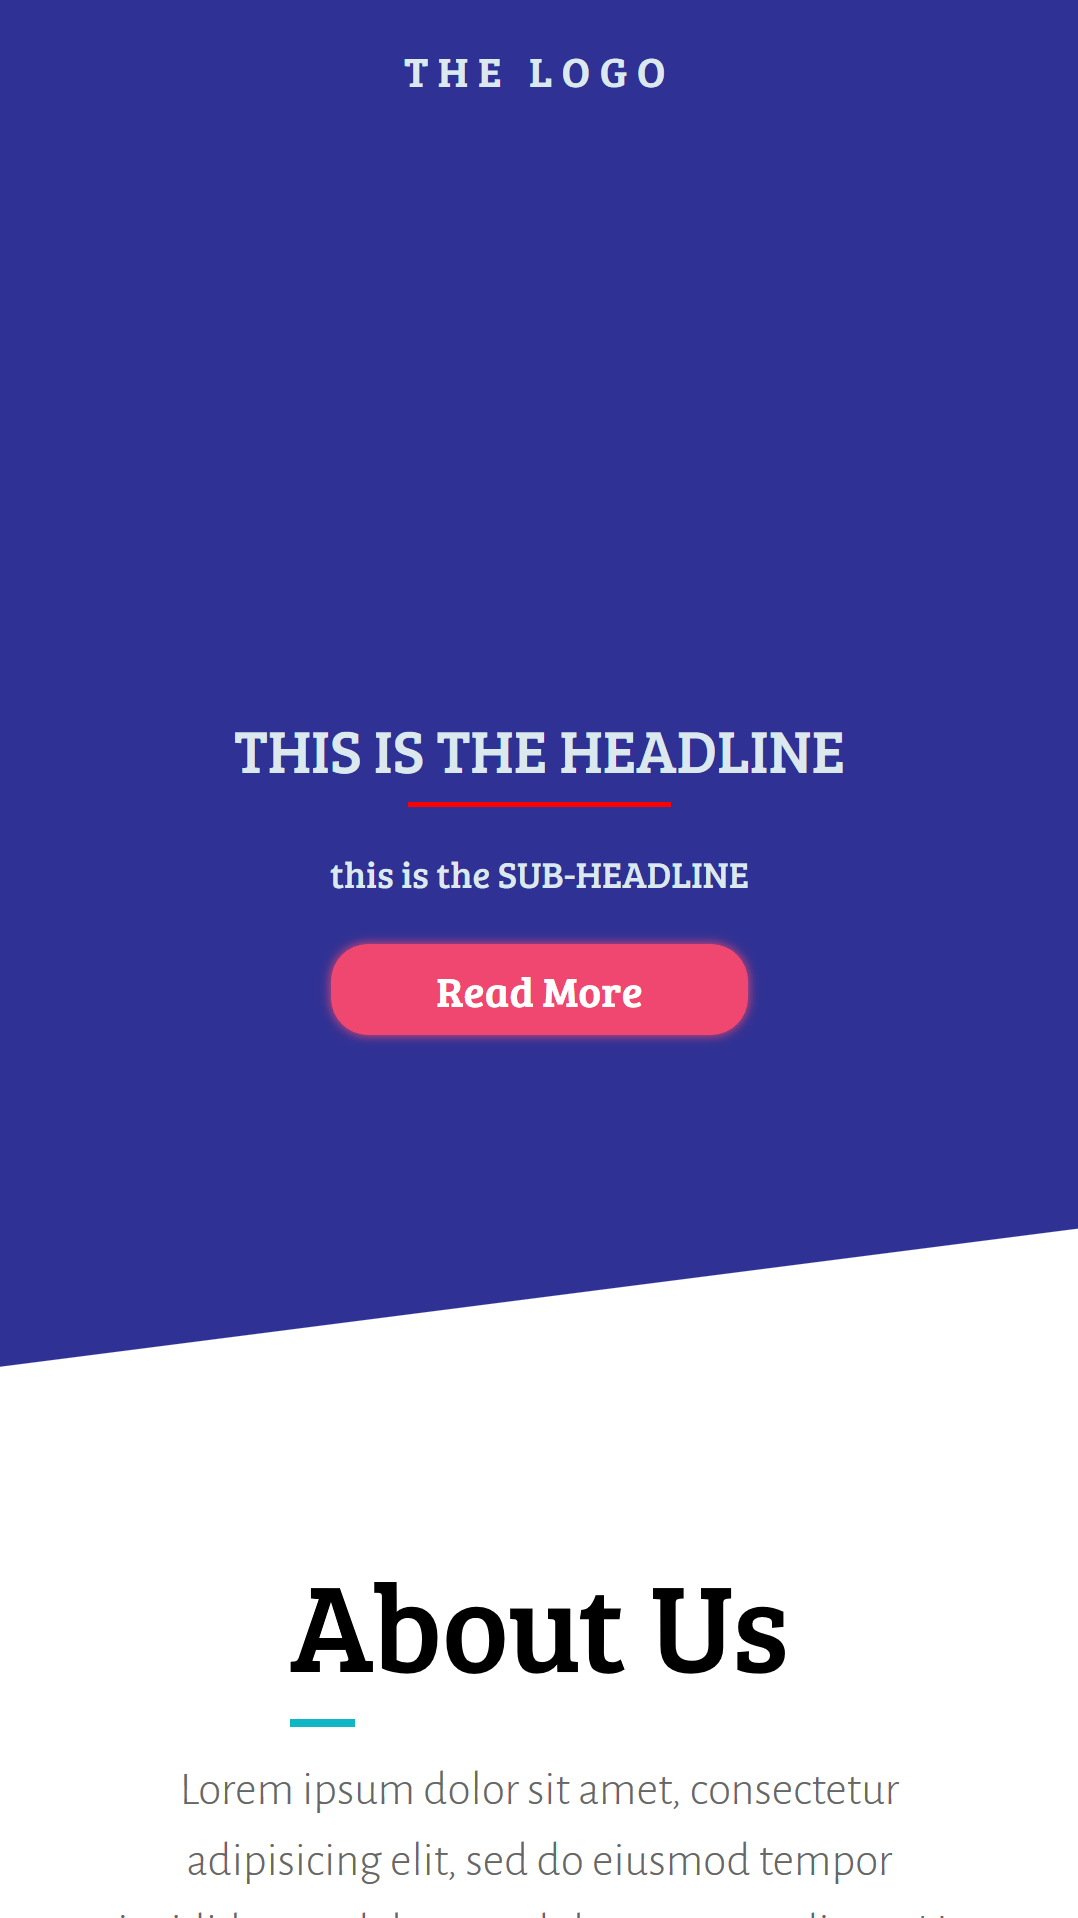 THE LOGO
THIS IS THE HEADLINE
this is the SUB-HEADLINE
Read More
About Us
Lorem ipsum dolor sit amet, consectetur
adipisicing elit, sed do eiusmod tempor